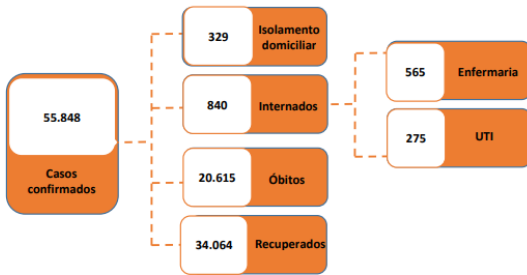 55.848
Casos
confirmados
329
Isolamento
domiciliar
840
Internados
20.615
Óbitos
34.064
Recuperados
565
Enfermaria
275
UTI